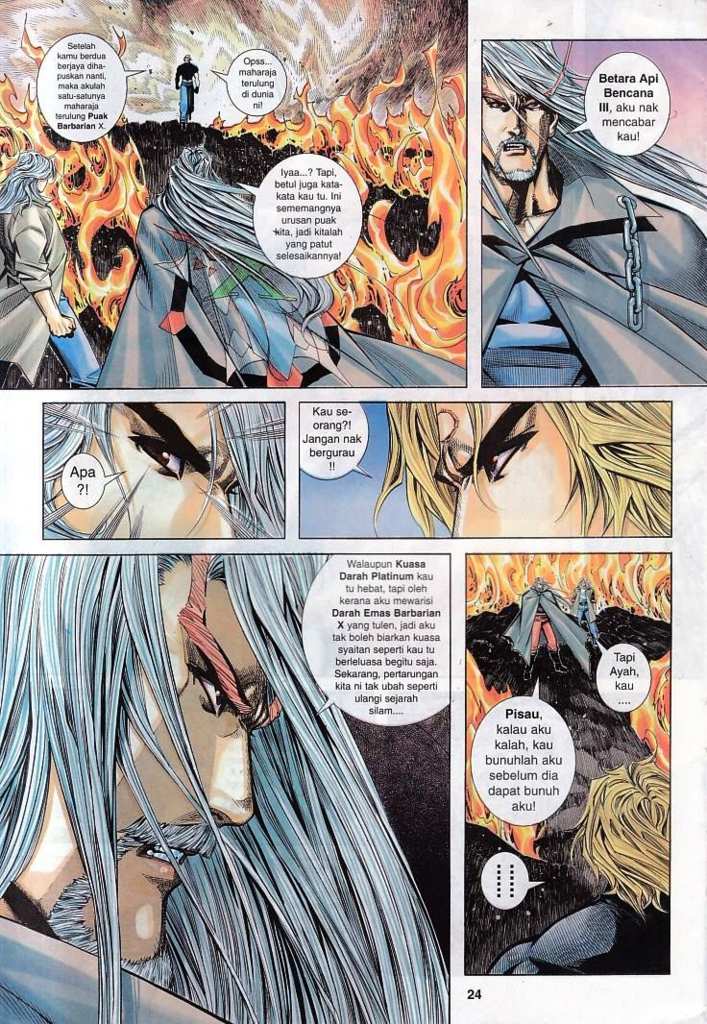 Setelah
kamu berdua
berjaya diha-
puskan nanti,
maka akulah
satu-satunya
maharaja
terulung Puak
Barbarian X.
Opss...
maharaja
terulung
di dunia
ni!
Iyaa...? Tapi,
betul juga kata-
kata kau tu. Ini
sememangnya
urusan puak
kita, jadi kitalah
yang patut
selesaikannya!
Betara Api
Bencana
III, aku nak
mencabar
kau!
Apa
?!
Kau se-
orang?!
Jangan nak
bergurau
!!
Walaupun Kuasa
Darah Platinum kau
tu hebat, tapi oleh
kerana aku mewarisi
Darah Emas Barbarian
X yang tulen, jadi aku
tak boleh biarkan kuasa
syaitan seperti kau tu
berleluasa begitu saja.
Sekarang, pertarungan
kita ni tak ubah seperti
ulangi sejarah
silam....
Tapi
Ayah,
kau
....
Pisau,
kalau aku
kalah, kau
bunuhlah aku
sebelum dia
dapat bunuh
aku!
24